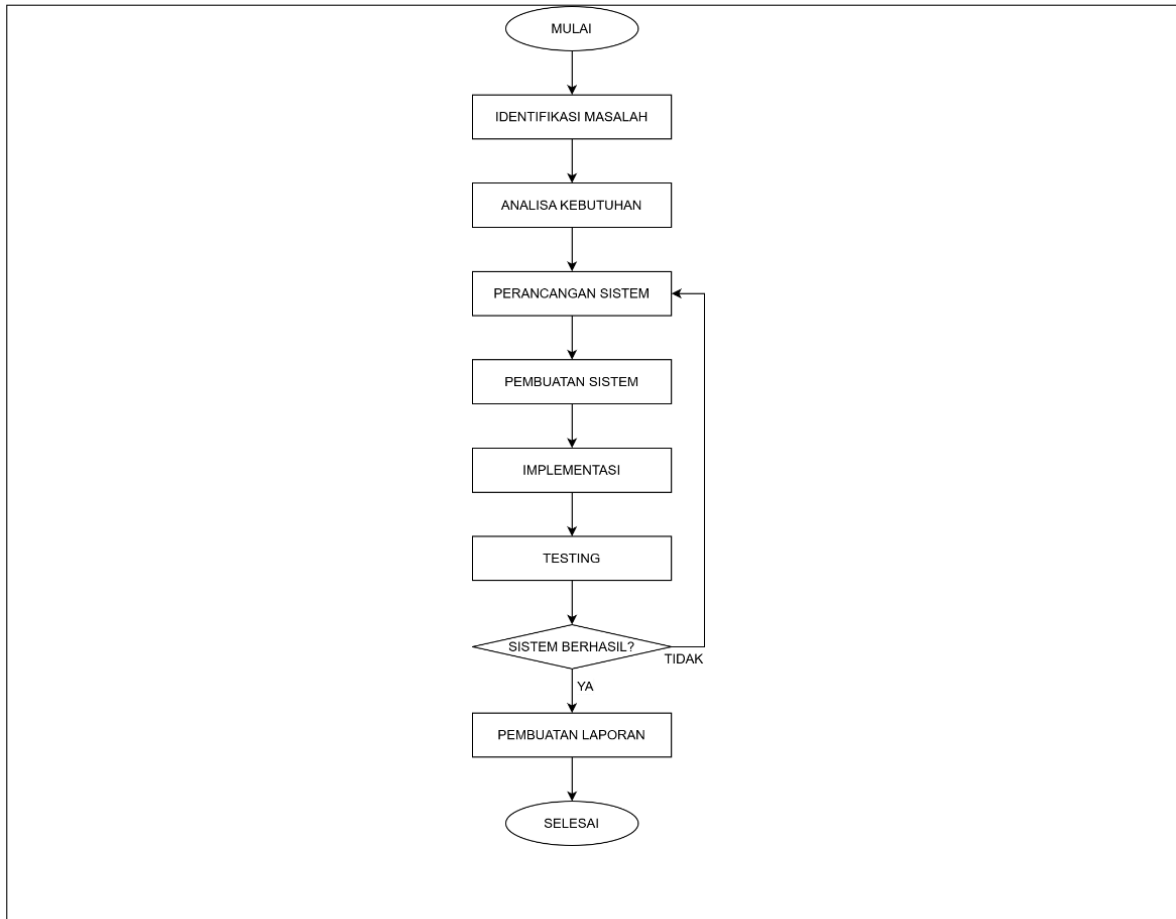 MULAI
IDENTIFIKASI MASALAH
ANALISA KEBUTUHAN
PERANCANGAN SISTEM
PEMBUATAN SISTEM
IMPLEMENTASI
TESTING
SISTEM BERHASIL?
TIDAK
YA
PEMBUATAN LAPORAN
SELESAI